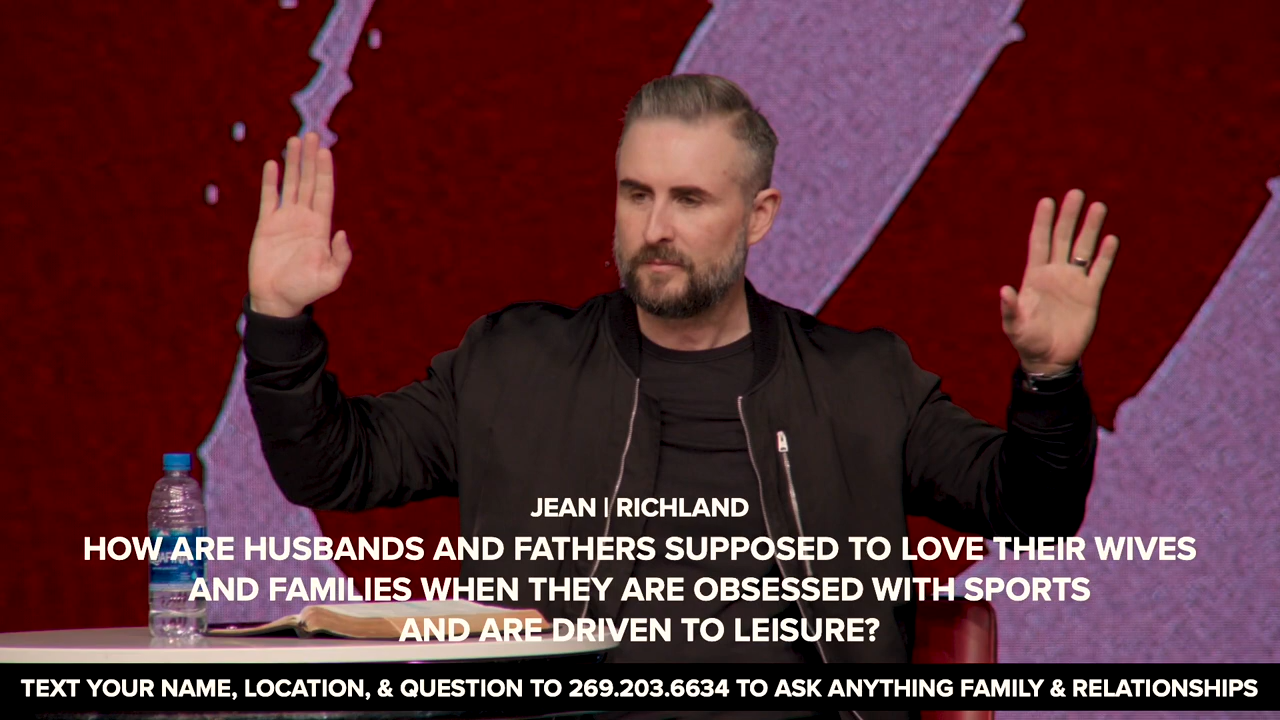 JEAN | RICHLAND
HOW ARE HUSBANDS AND FATHERS SUPPOSED TO LOVE THEIR WIVES
AND FAMILIES WHEN THEY ARE OBSESSED WITH SPORTS
AND ARE DRIVEN TO LEISURE?
TEXT YOUR NAME, LOCATION, & QUESTION TO 269.203.6634 TO ASK ANYTHING FAMILY & RELATIONSHIPS